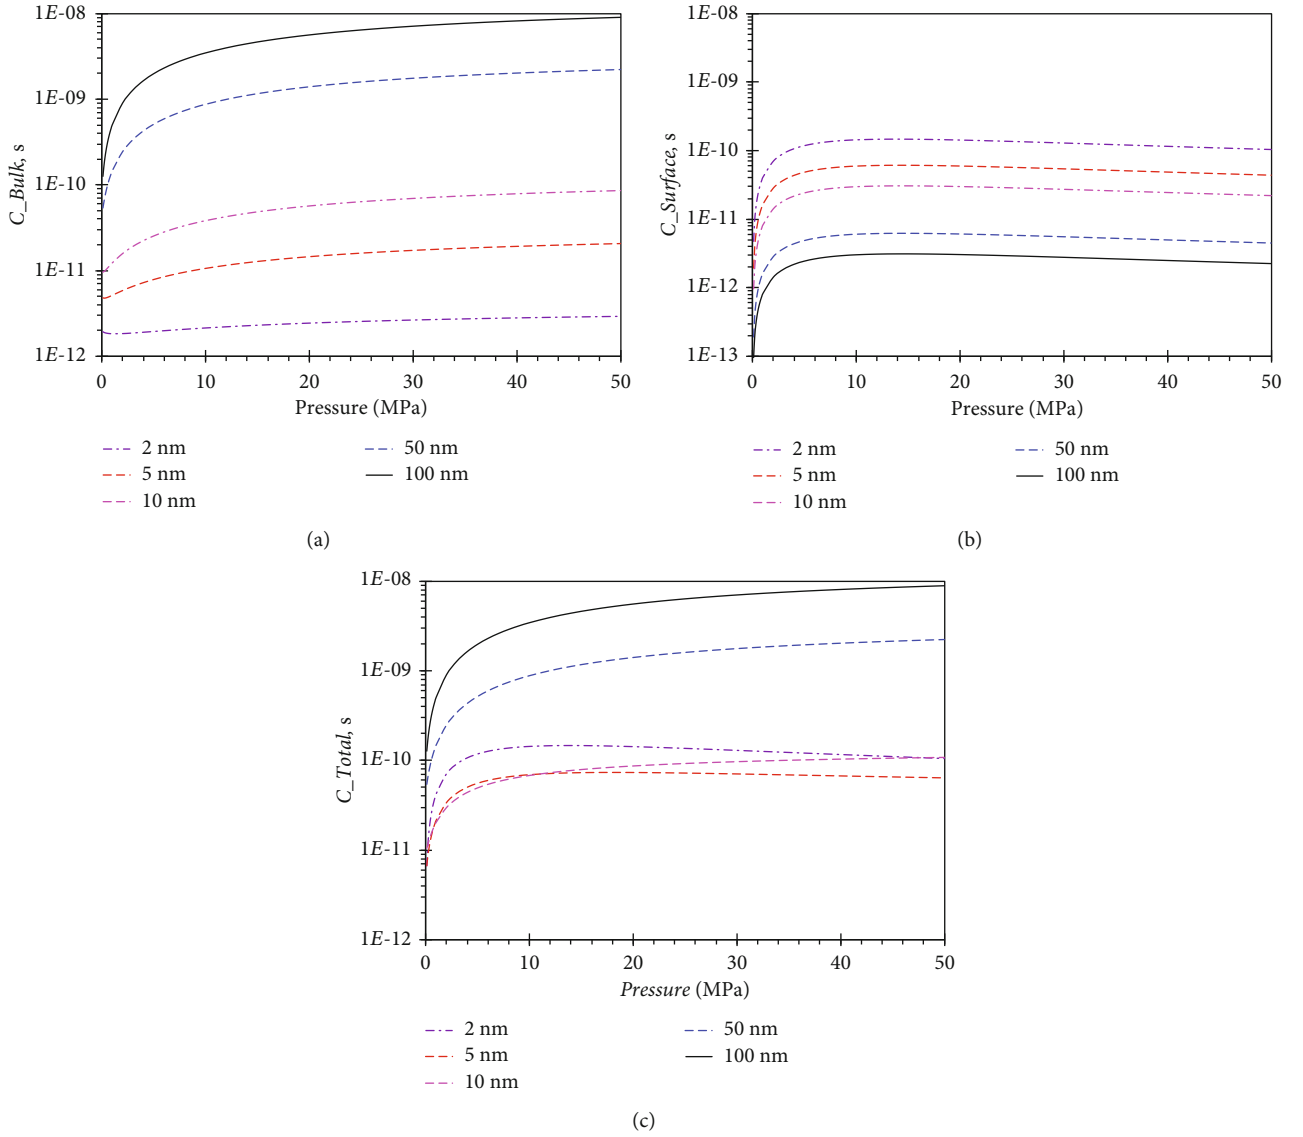 1E-08
1E-09
1E-10
1E-11
1E-12
C_Bulk, s
0 10 20 30 40 50
Pressure (MPa)
2 nm 50 nm
5 nm 100 nm
10 nm
(a)
1E-08
1E-09
1E-10
1E-11
1E-12
1E-13
C_Surface, s
0 10 20 30 40 50
Pressure (MPa)
2 nm 50 nm
5 nm 100 nm
10 nm
(b)
1E-08
1E-09
1E-10
1E-11
1E-12
C_Total, s
0 10 20 30 40 50
Pressure (MPa)
2 nm 50 nm
5 nm 100 nm
10 nm
(c)